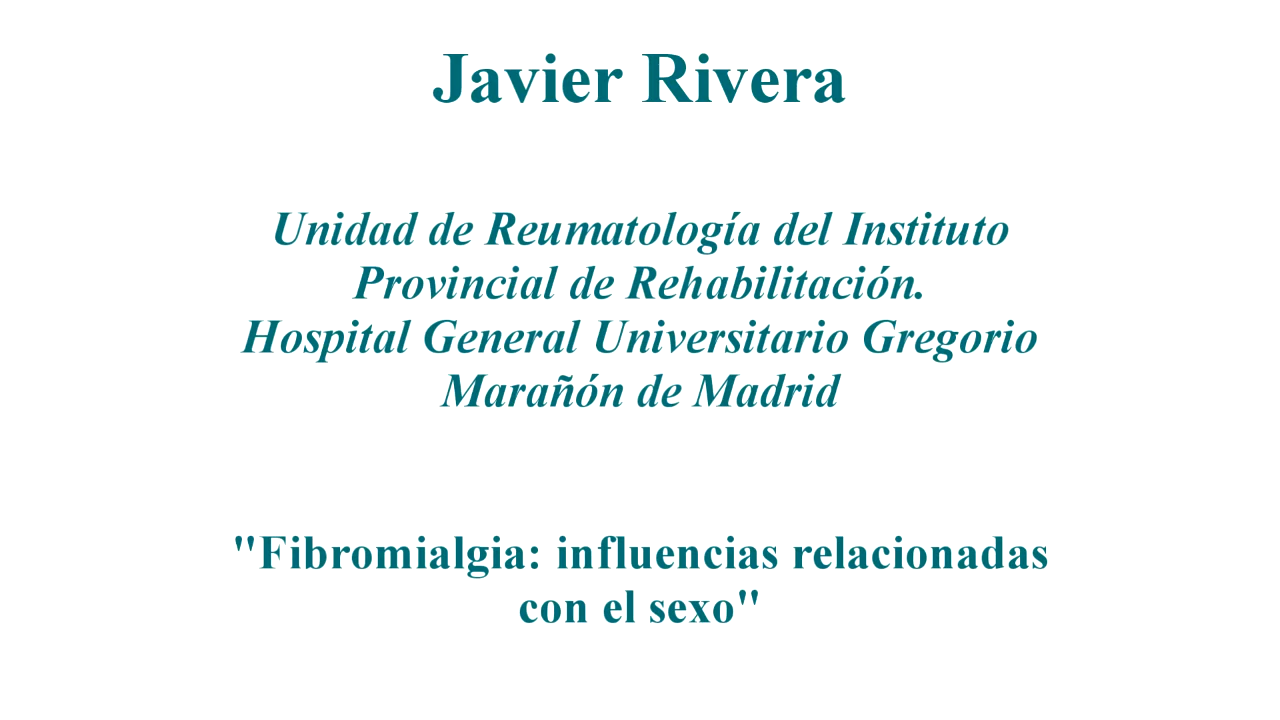 Javier Rivera
Unidad de Reumatología del Instituto
Provincial de Rehabilitación.
Hospital General Universitario Gregorio
Marañón de Madrid
"Fibromialgia: influencias relacionadas
con el sexo"